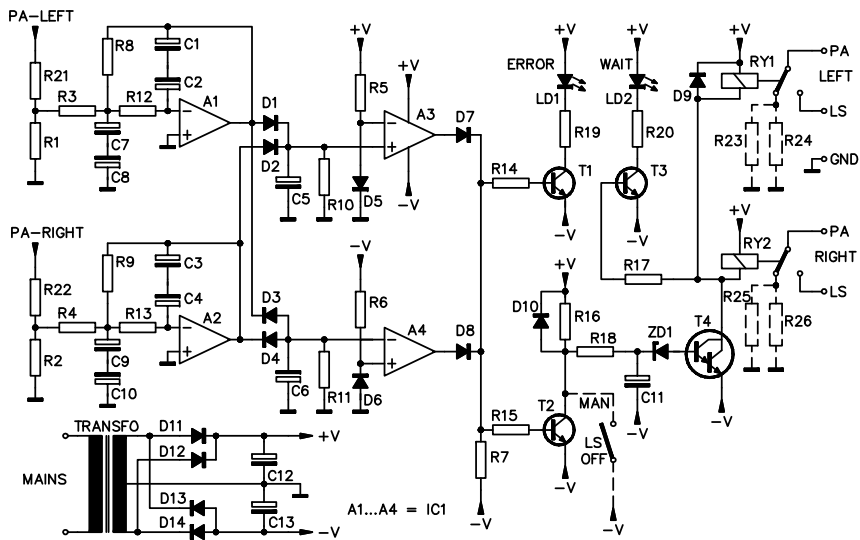 PA-LEFT
R21
R3
R1
R8
C1
C2
R12
C7
C8
A1
D1
D2
C5
R10
+V
R5
+V
A3
D5
-V
D7
R14
ERROR
+V
LD1
R19
T1
-V
WAIT
+V
LD2
R20
T3
-V
D9
+V
RY1
PA
LEFT
LS
R23
R24
GND
PA-RIGHT
R22
R4
R2
R9
C3
C4
R13
C9
C10
A2
D3
D4
C6
R11
-V
R6
A4
D6
D8
R15
R7
-V
+V
D10
R16
R17
R18
ZD1
C11
-V
T2
-V
MAN
LS
OFF
-V
T4
-V
+V
RY2
PA
RIGHT
LS
R25
R26
MAINS
TRANSFO
D11
D12
D13
D14
C12
C13
+V
-V
A1...A4 = IC1